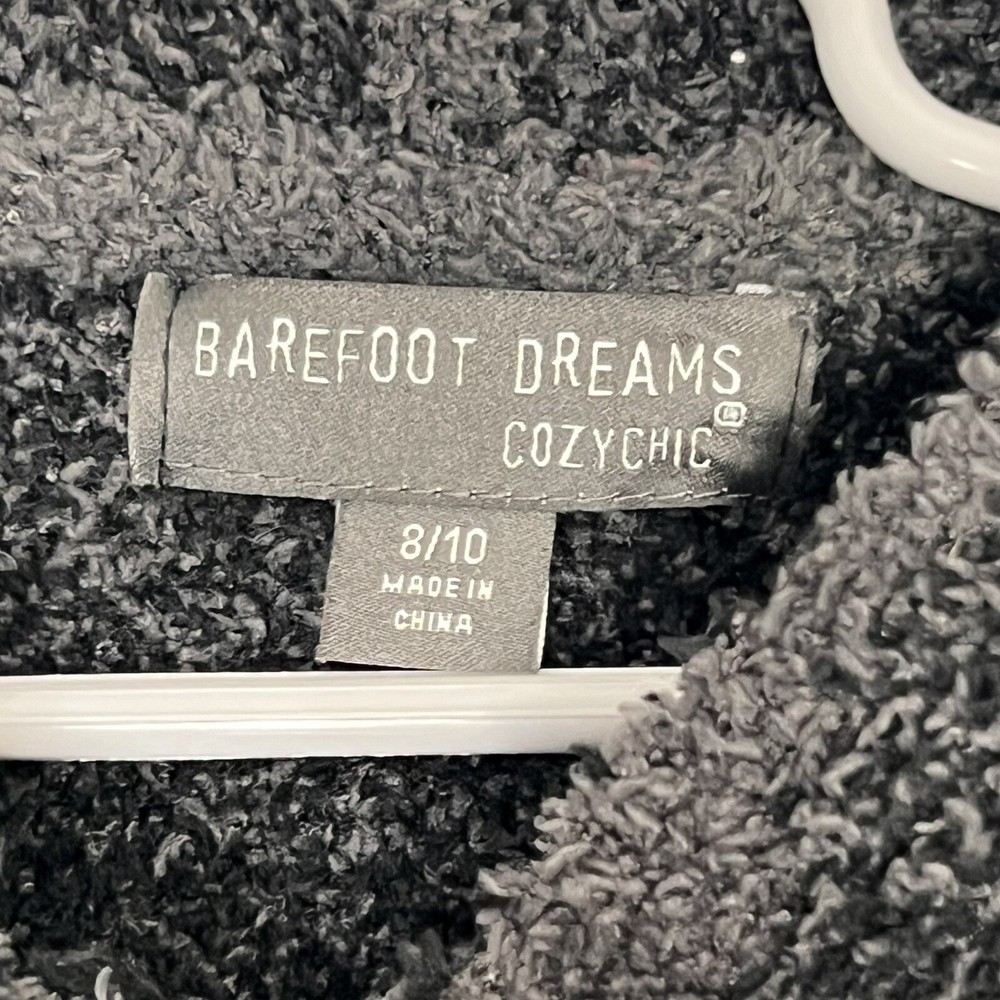 BAREFOOT DREAMS
COZYCHIC®
8/10
MADE IN
CHINA